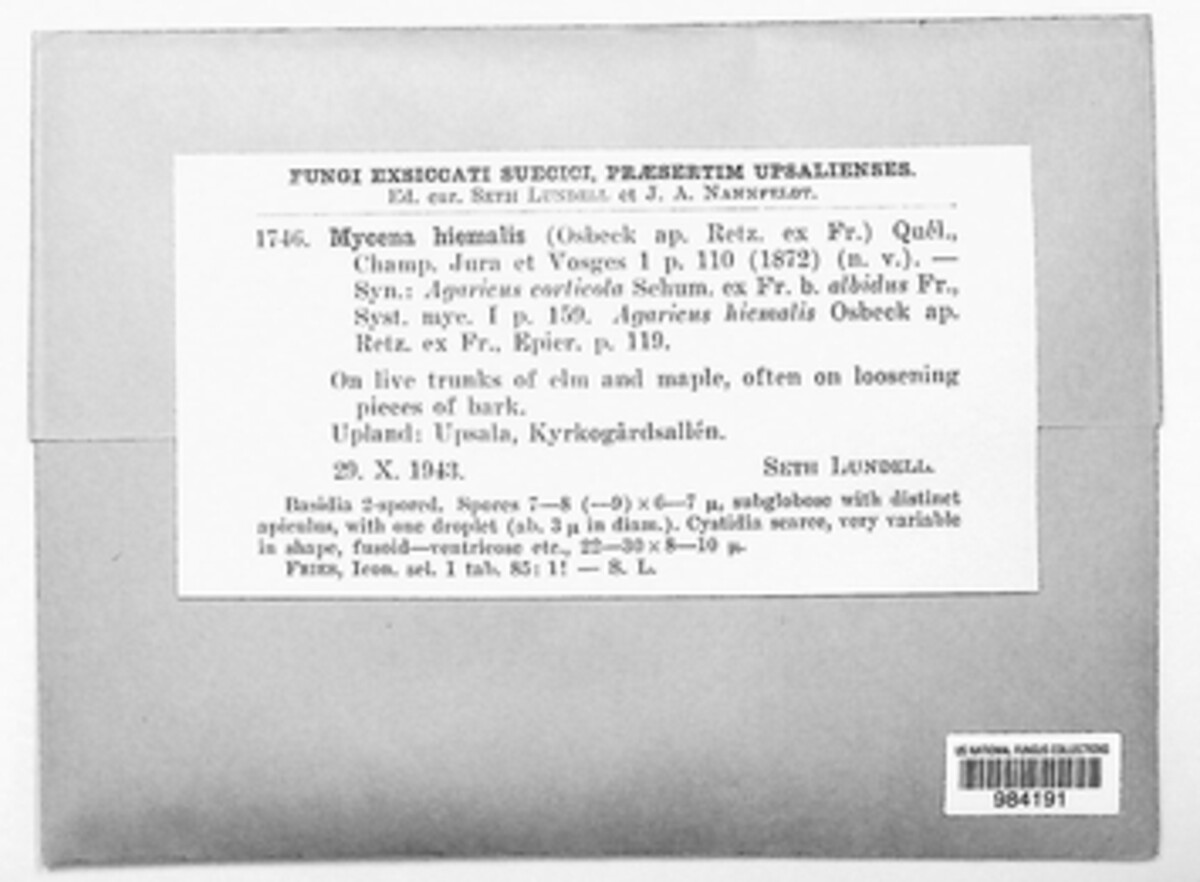 FUNGI EXSICCATI SUECICI, PRÆSERTIM UPSALIENSES.
Ed. cur. SETH LUNDELL et J. A. NANNFELDT.
1746. Mycena hiemalis (Osbeck ap. Retz. ex Fr.) Quél.,
Champ. Jura et Vosges 1 p. 110 (1872) (n. v.). —
Syn.: Agaricus corticola Schum. ex Fr. b. albidus Fr.,
Syst. myc. I p. 159. Agaricus hiemalis Osbeck ap.
Retz. ex Fr., Epicr. p. 119.
On live trunks of elm and maple, often on loosening
pieces of bark.
Upland: Upsala, Kyrkogårdsallén.
29. X. 1943. SETH LUNDELL.
Basidia 2-spored. Spores 7—8 (—9) × 6—7 μ, subglobose with distinct
apiculus, with one droplet (ab. 3 μ in diam.). Cystidia scarce, very variable
in shape, fusoid—ventricose etc., 22—30 × 8—10 μ.
FRIES, Icon. sel. I tab. 85: 1! — S. L.
US NATIONAL FUNGUS COLLECTIONS
984191